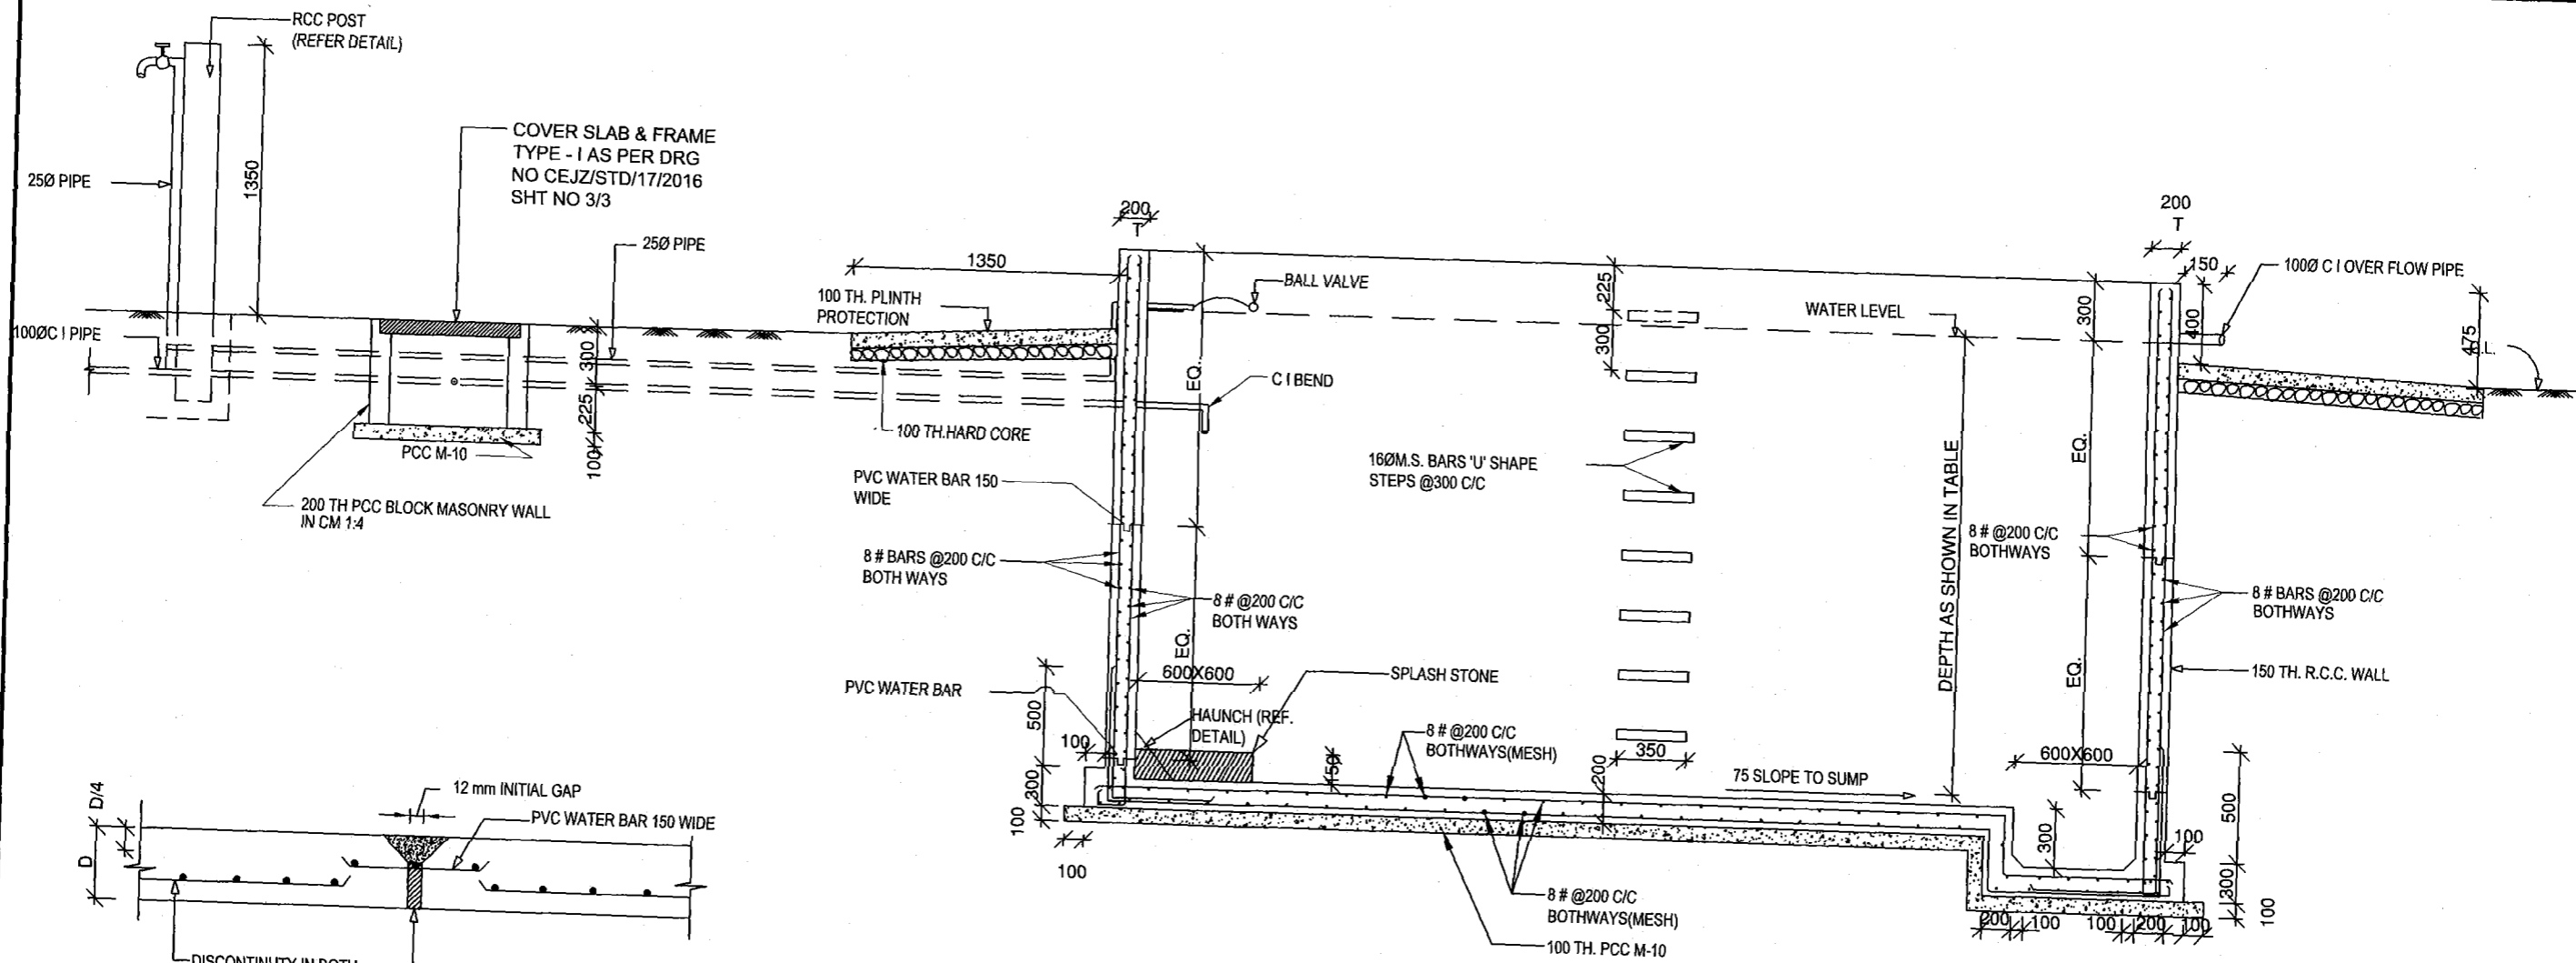 RCC POST
(REFER DETAIL)
25Ø PIPE
1350
COVER SLAB & FRAME
TYPE - I AS PER DRG
NO CEJZ/STD/17/2016
SHT NO 3/3
25Ø PIPE
100ØC I PIPE
300
225
100
PCC M-10
200 TH PCC BLOCK MASONRY WALL
IN CM 1:4
1350
100 TH. PLINTH
PROTECTION
100 TH.HARD CORE
200
T
BALL VALVE
EQ.
C I BEND
225
300
WATER LEVEL
200
T
150
100Ø C I OVER FLOW PIPE
300
400
475
PVC WATER BAR 150
WIDE
16ØM.S. BARS 'U' SHAPE
STEPS @300 C/C
DEPTH AS SHOWN IN TABLE
EQ.
8 # @200 C/C
BOTHWAYS
8 # BARS @200 C/C
BOTH WAYS
8 # @200 C/C
BOTH WAYS
8 # BARS @200 C/C
BOTHWAYS
EQ.
EQ.
150 TH. R.C.C. WALL
PVC WATER BAR
600X600
SPLASH STONE
HAUNCH (REF.
DETAIL)
500
100
300
100
100
150
8 # @200 C/C
BOTHWAYS(MESH)
200
350
75 SLOPE TO SUMP
600X600
300
500
100
300
100
8 # @200 C/C
BOTHWAYS(MESH)
100 TH. PCC M-10
200
100
100
200
100
D/4
D
12 mm INITIAL GAP
PVC WATER BAR 150 WIDE
DISCONTINUTY IN BOTH